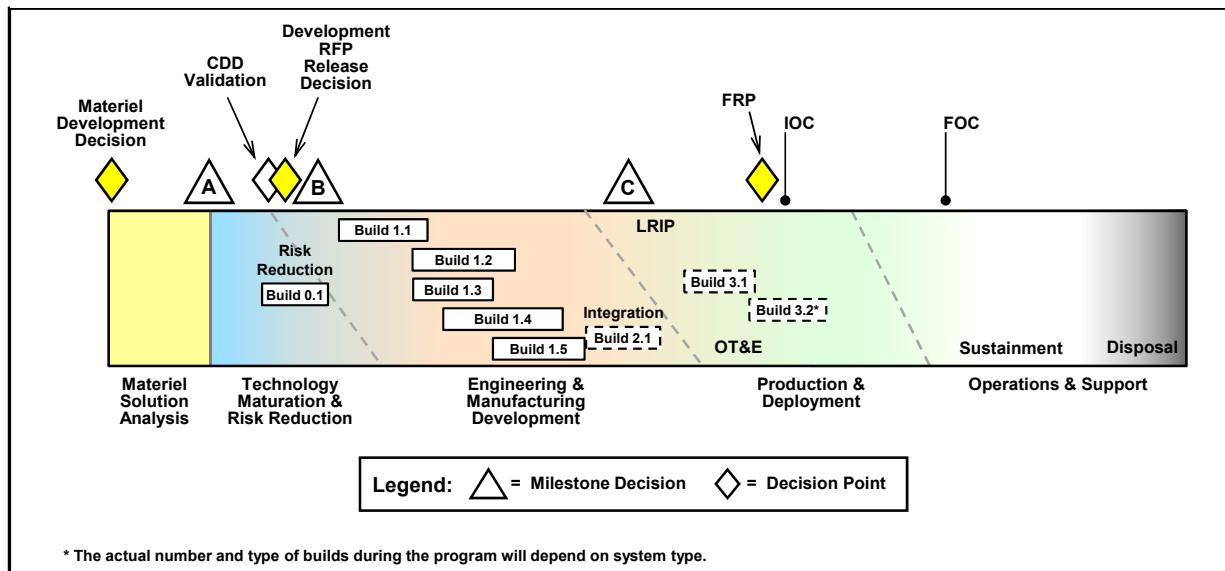 Materiel
Development
Decision
CDD
Validation
Development
RFP
Release
Decision
FRP
IOC
FOC
A
B
C
LRIP
Build 1.1
Risk
Reduction
Build 0.1
Build 1.2
Build 1.3
Build 1.4
Build 1.5
Integration
Build 2.1
Build 3.1
Build 3.2*
OT&E
Sustainment
Disposal
Materiel
Solution
Analysis
Technology
Maturation &
Risk Reduction
Engineering &
Manufacturing
Development
Production &
Deployment
Operations & Support
Legend: = Milestone Decision = Decision Point
* The actual number and type of builds during the program will depend on system type.